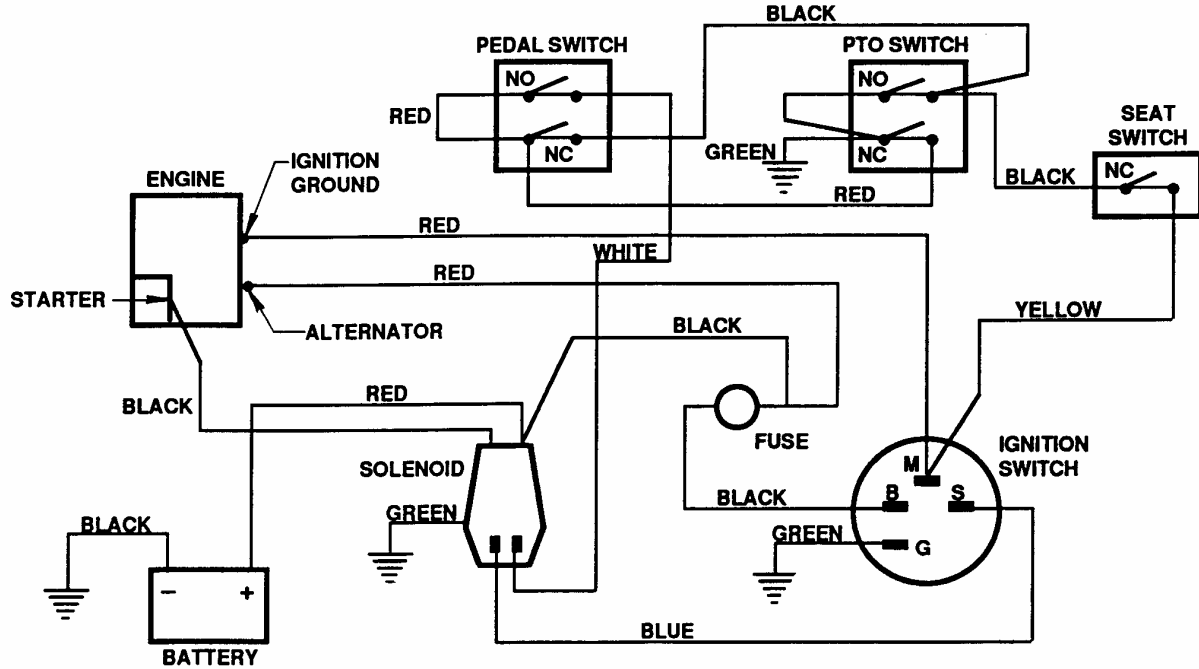 BLACK
PEDAL SWITCH
PTO SWITCH
NO
NO
RED
SEAT
SWITCH
NC
GREEN
NC
NC
IGNITION
GROUND
ENGINE
BLACK
RED
RED
WHITE
RED
STARTER
ALTERNATOR
BLACK
YELLOW
RED
BLACK
FUSE
IGNITION
SWITCH
SOLENOID
M
B
S
BLACK
GREEN
BLACK
GREEN
G
−
+
BLUE
BATTERY